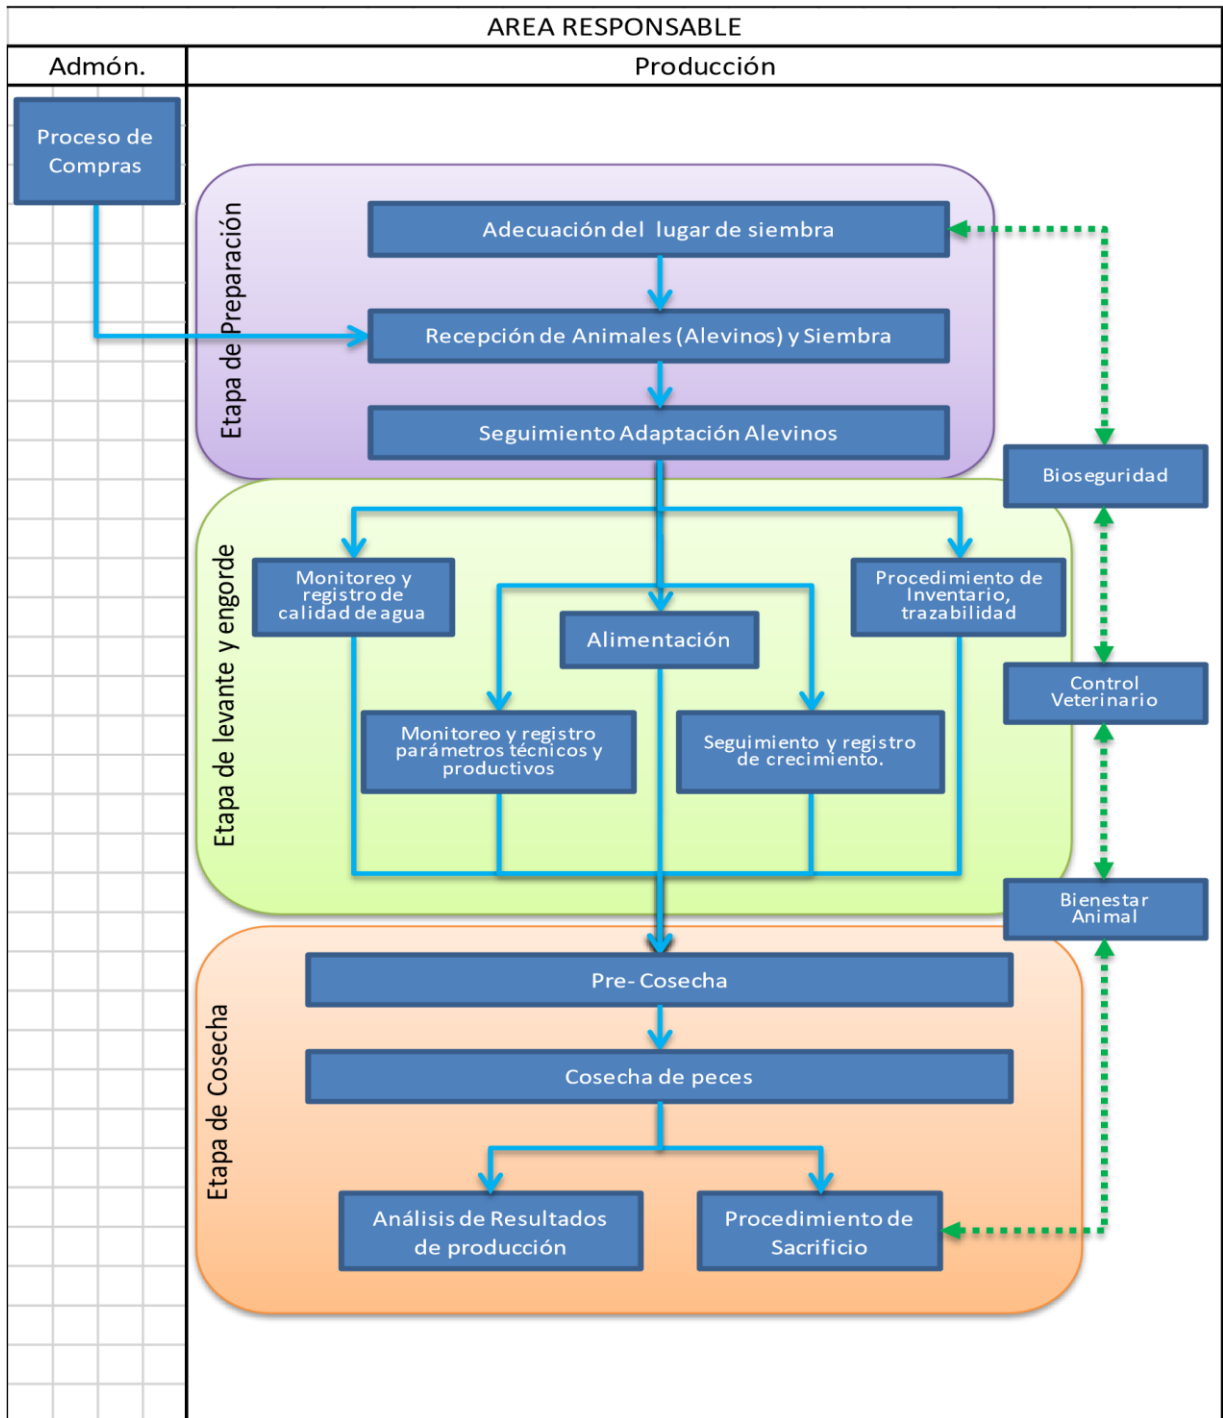 AREA RESPONSABLE
Admón.
Producción
Proceso de
Compras
Etapa de Preparación
Adecuación del lugar de siembra
Recepción de Animales (Alevinos) y Siembra
Seguimiento Adaptación Alevinos
Bioseguridad
Etapa de levante y engorde
Monitoreo y
registro de
calidad de agua
Procedimiento de
Inventario,
trazabilidad
Alimentación
Control
Veterinario
Monitoreo y registro
parámetros técnicos y
productivos
Seguimiento y registro
de crecimiento.
Bienestar
Animal
Etapa de Cosecha
Pre- Cosecha
Cosecha de peces
Análisis de Resultados
de producción
Procedimiento de
Sacrificio